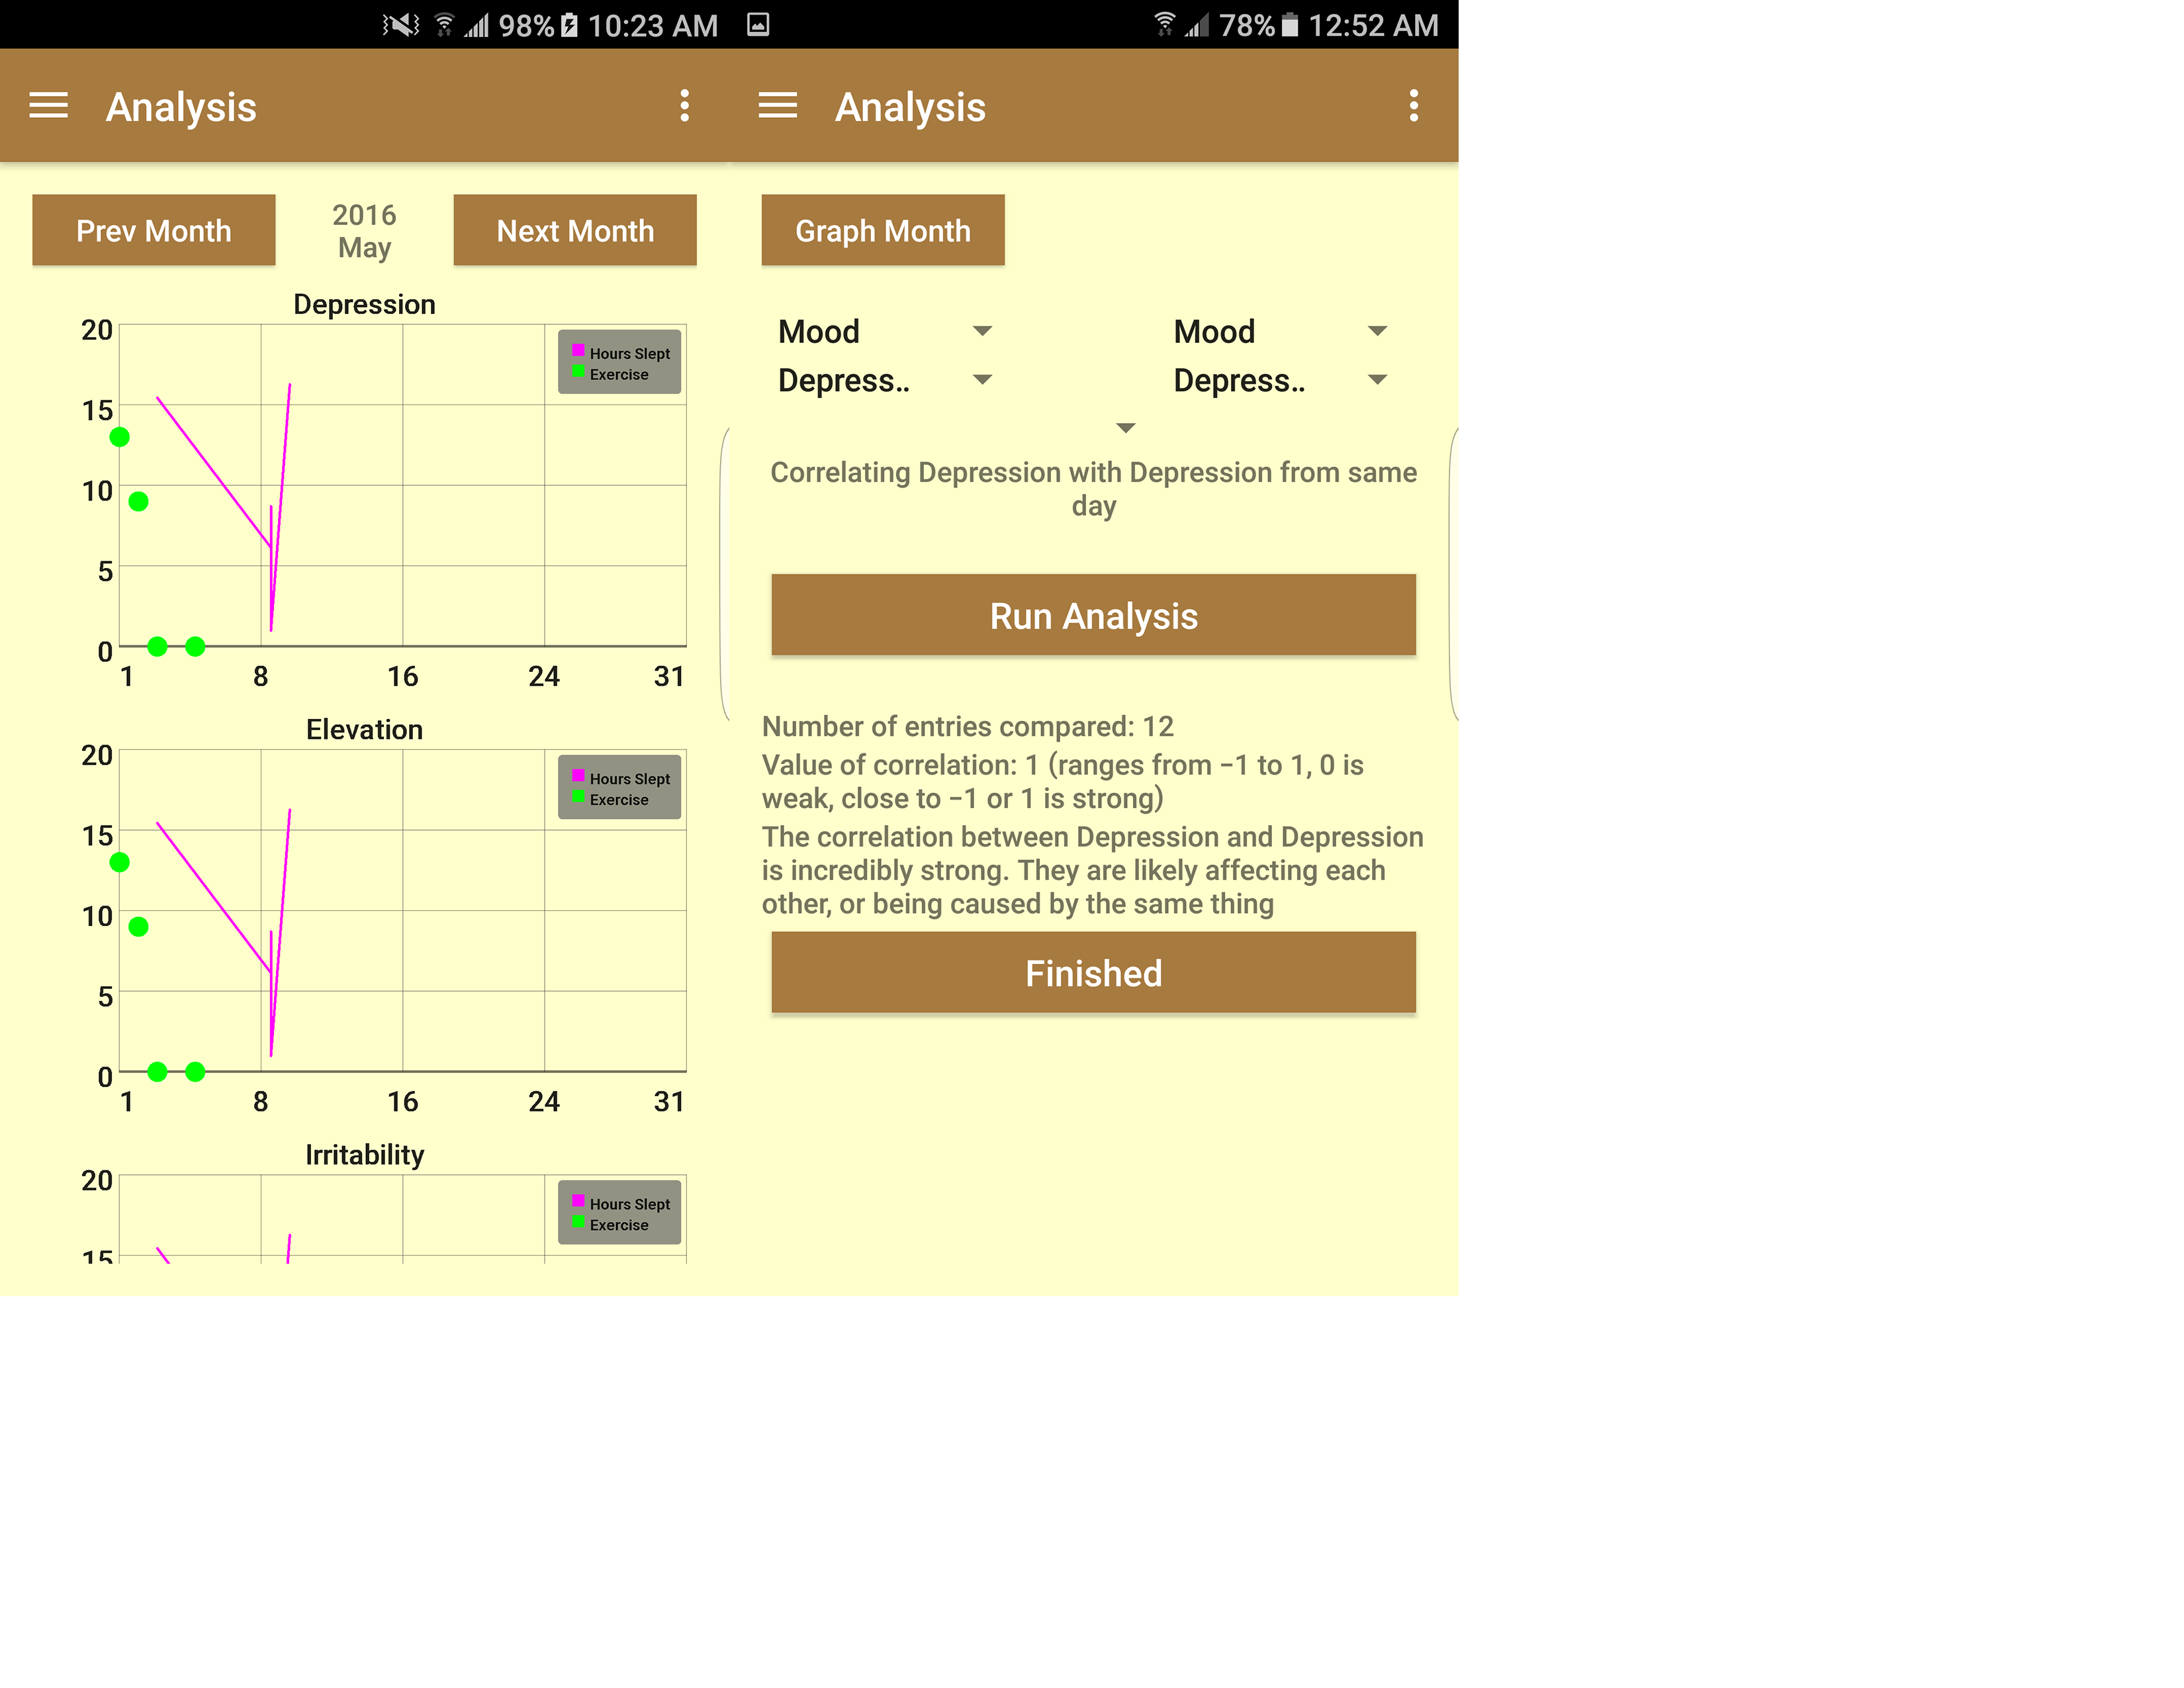 98% 10:23 AM
Analysis
Prev Month
2016
May
Next Month
Depression
20
15
10
5
0
1 8 16 24 31
Hours Slept
Exercise
Elevation
20
15
10
5
0
1 8 16 24 31
Hours Slept
Exercise
Irritability
20
15
Hours Slept
Exercise
78% 12:52 AM
Analysis
Graph Month
Mood Mood
Depress.. Depress..
Correlating Depression with Depression from same
day
Run Analysis
Number of entries compared: 12
Value of correlation: 1 (ranges from −1 to 1, 0 is
weak, close to −1 or 1 is strong)
The correlation between Depression and Depression
is incredibly strong. They are likely affecting each
other, or being caused by the same thing
Finished